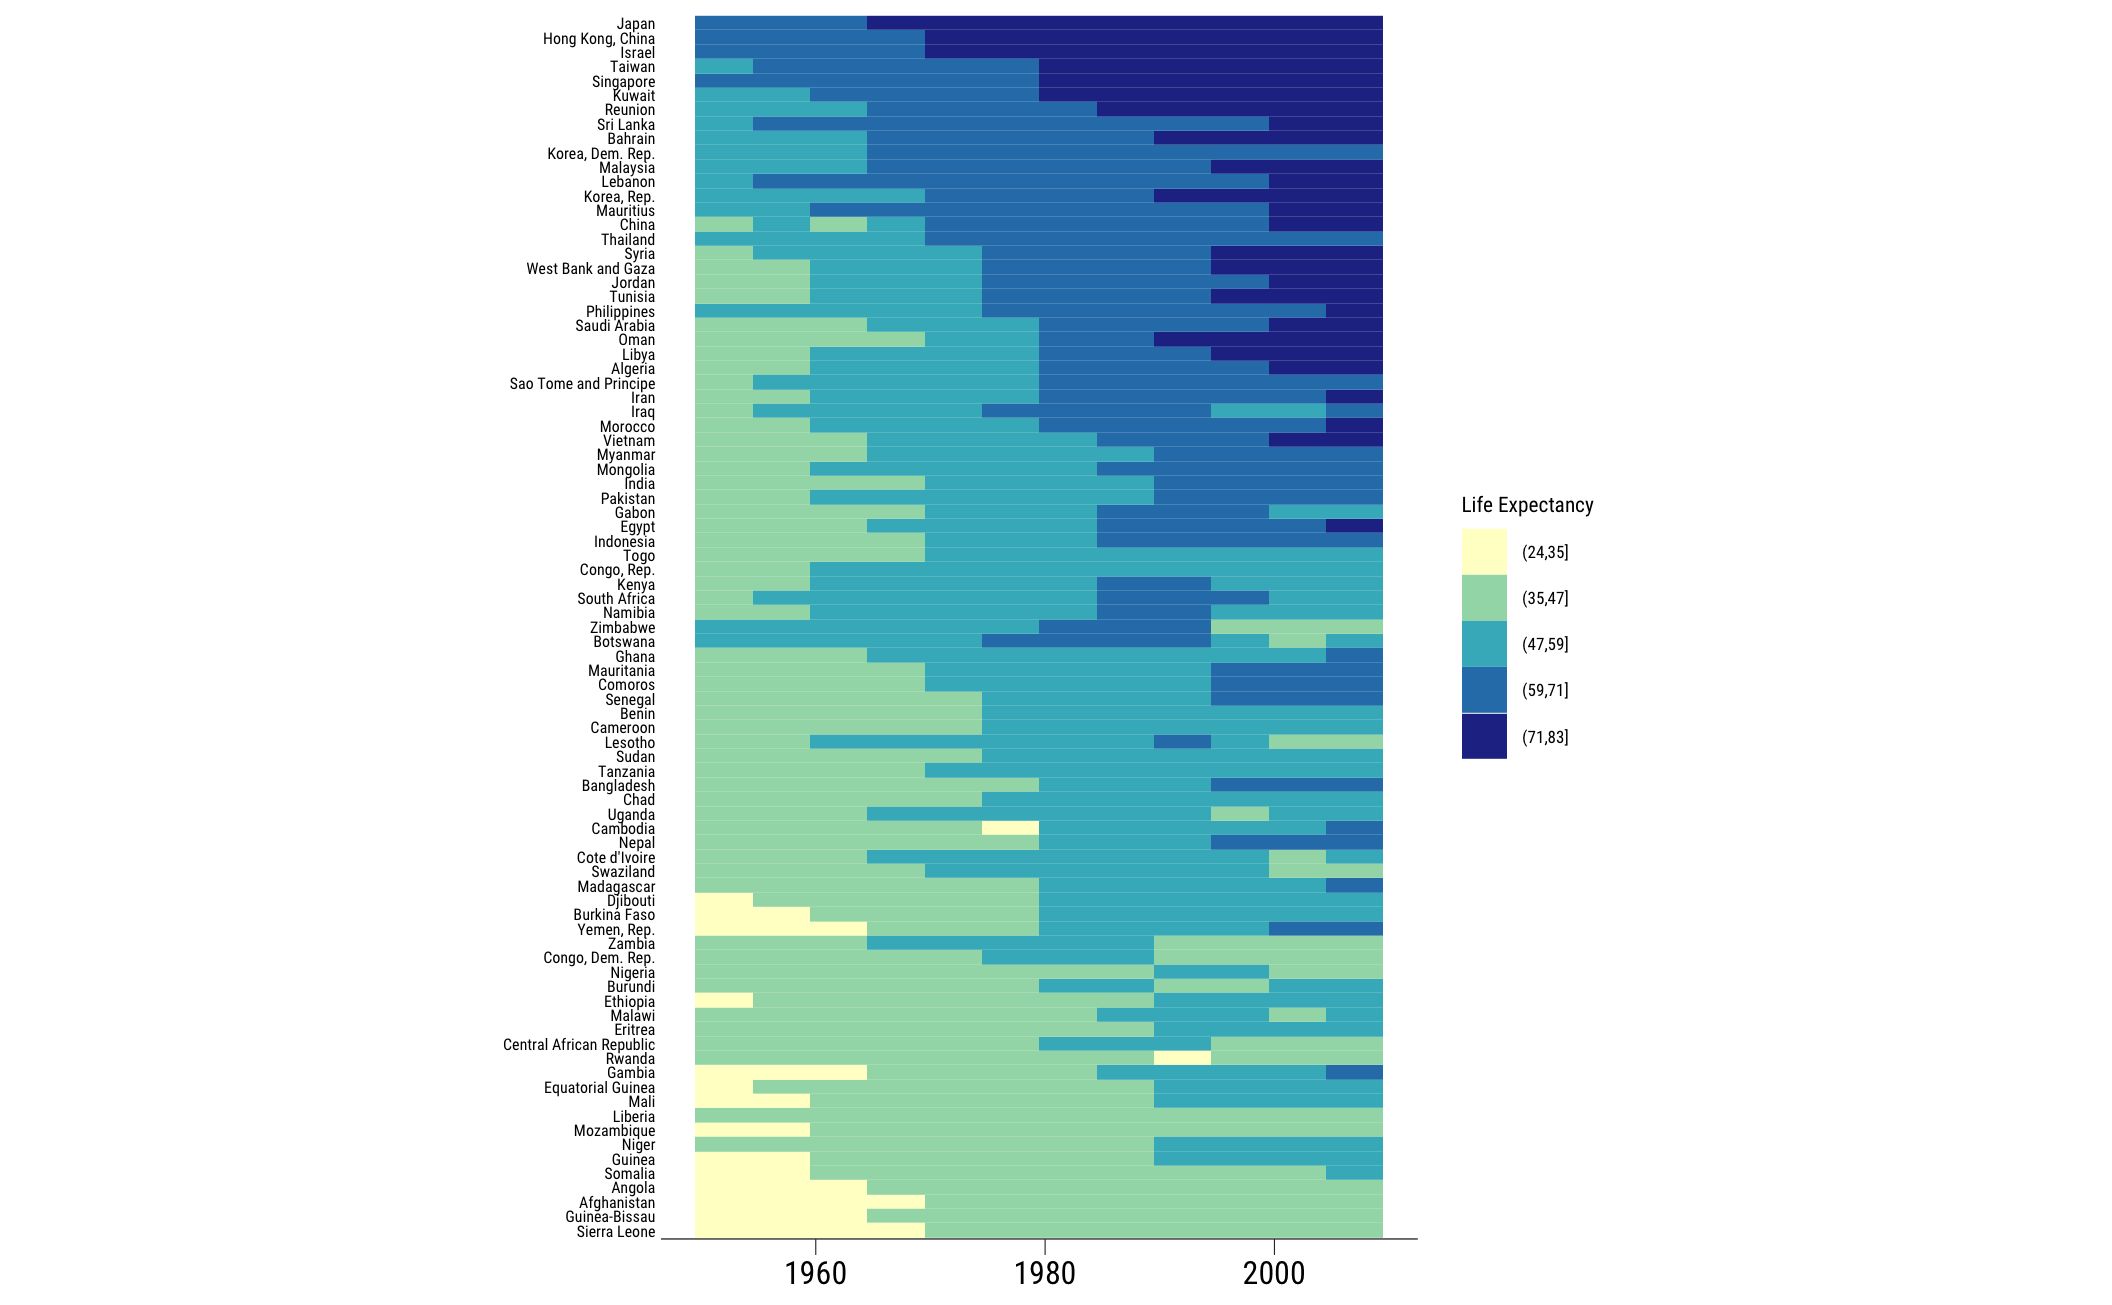 Japan
Hong Kong, China
Israel
Taiwan
Singapore
Kuwait
Reunion
Sri Lanka
Bahrain
Korea, Dem. Rep.
Malaysia
Lebanon
Korea, Rep.
Mauritius
China
Thailand
Syria
West Bank and Gaza
Jordan
Tunisia
Philippines
Saudi Arabia
Oman
Libya
Algeria
Sao Tome and Principe
Iran
Iraq
Morocco
Vietnam
Myanmar
Mongolia
India
Pakistan
Gabon
Egypt
Indonesia
Togo
Congo, Rep.
Kenya
South Africa
Namibia
Zimbabwe
Botswana
Ghana
Mauritania
Comoros
Senegal
Benin
Cameroon
Lesotho
Sudan
Tanzania
Bangladesh
Chad
Uganda
Cambodia
Nepal
Cote d'Ivoire
Swaziland
Madagascar
Djibouti
Burkina Faso
Yemen, Rep.
Zambia
Congo, Dem. Rep.
Nigeria
Burundi
Ethiopia
Malawi
Eritrea
Central African Republic
Rwanda
Gambia
Equatorial Guinea
Mali
Liberia
Mozambique
Niger
Guinea
Somalia
Angola
Afghanistan
Guinea-Bissau
Sierra Leone
1960
1980
2000
Life Expectancy
(24,35]
(35,47]
(47,59]
(59,71]
(71,83]